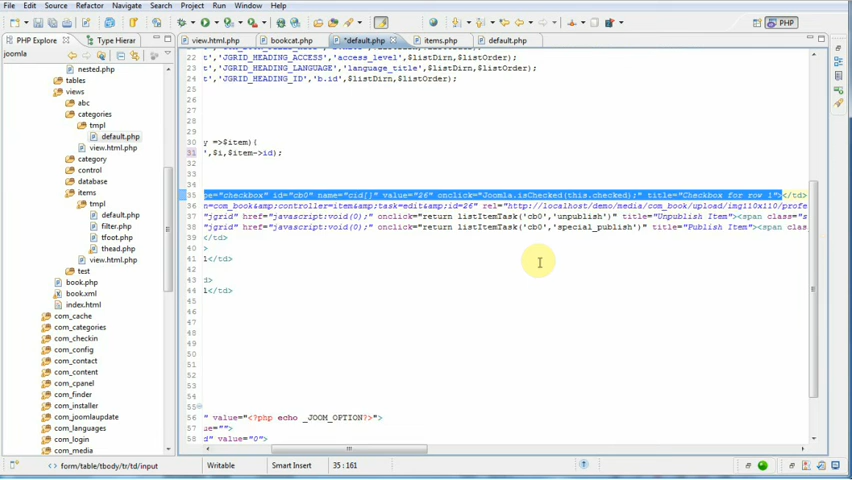 File Edit Source Refactor Navigate Search Project Run Window Help
PHP
PHP Explore
Type Hierar
view.html.php
bookcat.php
*default.php
items.php
default.php
joomla
nested.php
tables
views
abc
categories
tmpl
default.php
view.html.php
category
control
database
items
tmpl
default.php
filter.php
tfoot.php
thead.php
view.html.php
test
book.php
book.xml
index.html
com_cache
com_categories
com_checkin
com_config
com_contact
com_content
com_cpanel
com_finder
com_installer
com_joomlaupdate
com_languages
com_login
com_media
22 t','JGRID_HEADING_ACCESS','access_level',$listDirn,$listOrder);
23 t','JGRID_HEADING_LANGUAGE','language_title',$listDirn,$listOrder);
24 t','JGRID_HEADING_ID','b.id',$listDirn,$listOrder);
25
26
27
28
29
30 y =>$item){
31 ',$i,$item->id);
32
33
34
35 pe="checkbox" id="cb0" name="cid[]" value="26" onclick="Joomla.isChecked(this.checked);" title="Checkbox for row 1"></td>
36 n=com_book&amp;controller=item&amp;task=edit&amp;id=26" rel="http://localhost/demo/media/com_book/upload/img110x110/profe
37 "jgrid" href="javascript:void(0);" onclick="return listItemTask('cb0','unpublish')" title="Unpublish Item"><span class="s
38 "jgrid" href="javascript:void(0);" onclick="return listItemTask('cb0','special_publish')" title="Publish Item"><span clas
39 </td>
40 >
41 l</td>
42
43 d>
44 l</td>
45
46
47
48
49
50
51
52
53
54
55
56 " value="<?php echo _JOOM_OPTION?>">
57 ue="">
58 d" value="0">
form/table/tbody/tr/td/input
Writable
Smart Insert
35 : 161